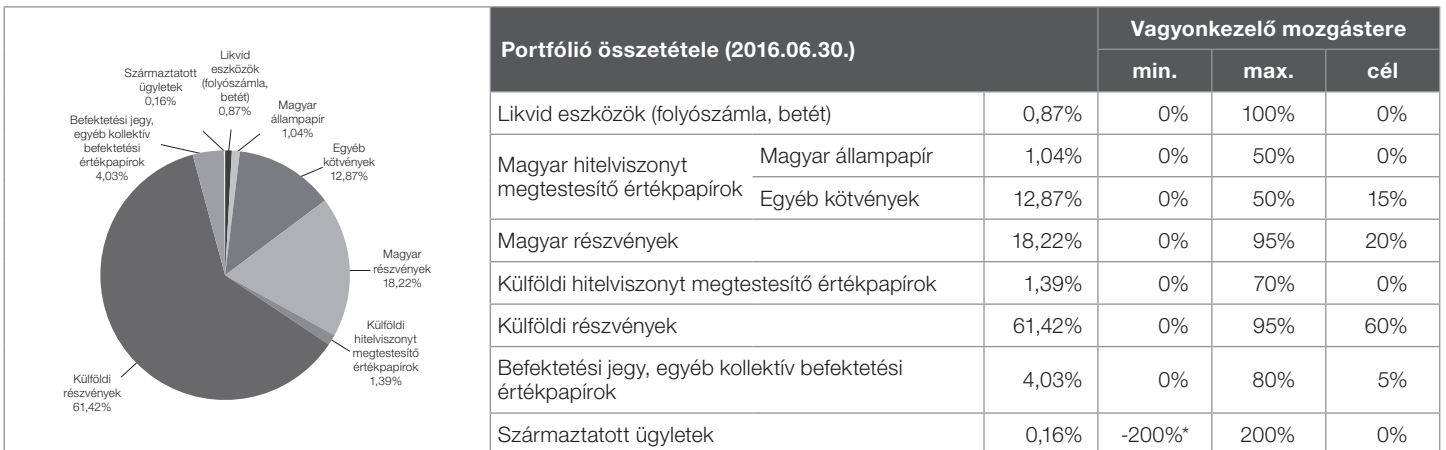 Likvid
eszközök
(folyószámla,
betét)
0,87%
Magyar
állampapír
1,04%
Egyéb
kötvények
12,87%
Magyar
részvények
18,22%
Külföldi
hitelviszonyt
megtestesítő
értékpapírok
1,39%
Külföldi
részvények
61,42%
Befektetési jegy,
egyéb kollektív
befektetési
értékpapírok
4,03%
Származtatott
ügyletek
0,16%
Portfólió összetétele (2016.06.30.)
Vagyonkezelő mozgástere
min. max. cél
Likvid eszközök (folyószámla, betét) 0,87% 0% 100% 0%
Magyar hitelviszonyt
megtestesítő értékpapírok
Magyar állampapír 1,04% 0% 50% 0%
Egyéb kötvények 12,87% 0% 50% 15%
Magyar részvények 18,22% 0% 95% 20%
Külföldi hitelviszonyt megtestesítő értékpapírok 1,39% 0% 70% 0%
Külföldi részvények 61,42% 0% 95% 60%
Befektetési jegy, egyéb kollektív befektetési
értékpapírok 4,03% 0% 80% 5%
Származtatott ügyletek 0,16% -200%* 200% 0%